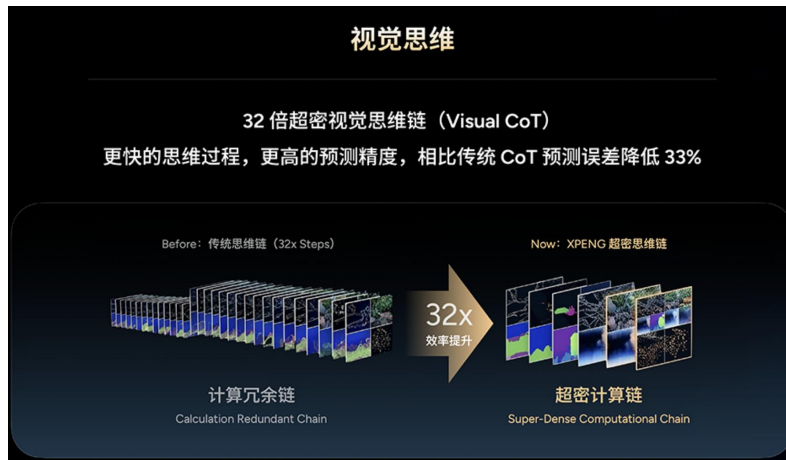 视觉思维
32 倍超密视觉思维链（Visual CoT）
更快的思维过程，更高的预测精度，相比传统 CoT 预测误差降低 33%
Before：传统思维链（32x Steps）
Now：XPENG 超密思维链
32x
效率提升
计算冗余链
Calculation Redundant Chain
超密计算链
Super-Dense Computational Chain